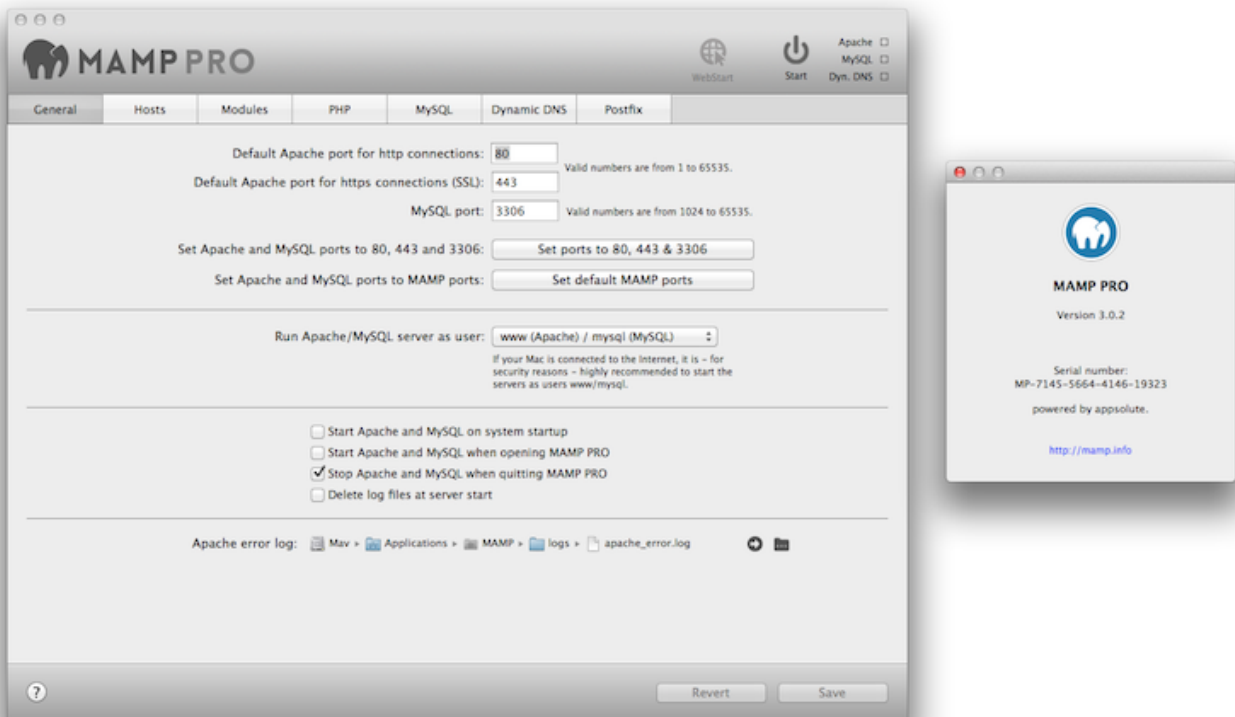 MAMP PRO
WebStart
Start
Apache
MySQL
Dyn. DNS
General
Hosts
Modules
PHP
MySQL
Dynamic DNS
Postfix
Default Apache port for http connections: 80
Valid numbers are from 1 to 65535.
Default Apache port for https connections (SSL): 443
MySQL port: 3306 Valid numbers are from 1024 to 65535.
Set Apache and MySQL ports to 80, 443 and 3306: Set ports to 80, 443 & 3306
Set Apache and MySQL ports to MAMP ports: Set default MAMP ports
Run Apache/MySQL server as user: www (Apache) / mysql (MySQL)
If your Mac is connected to the Internet, it is – for
security reasons – highly recommended to start the
servers as users www/mysql.
Start Apache and MySQL on system startup
Start Apache and MySQL when opening MAMP PRO
Stop Apache and MySQL when quitting MAMP PRO
Delete log files at server start
Apache error log: Mav ▸ Applications ▸ MAMP ▸ logs ▸ apache_error.log
?
Revert
Save
MAMP PRO
Version 3.0.2
Serial number:
MP-7145-5664-4146-19323
powered by appsolute.
http://mamp.info